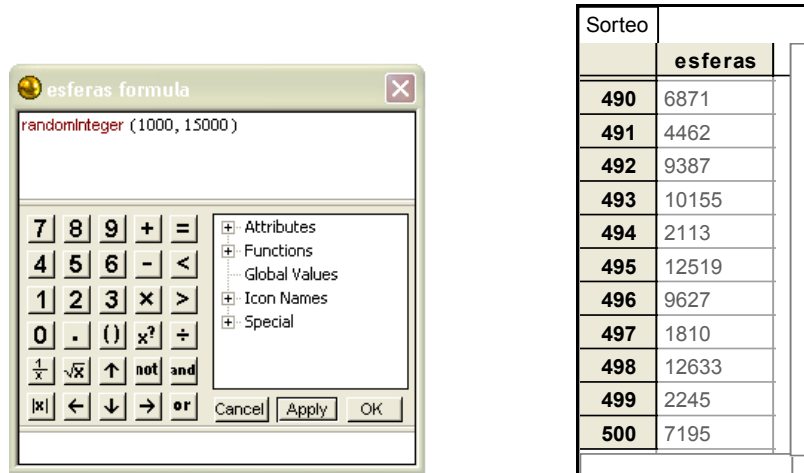 esferas formula
randomInteger (1000, 15000)
7 8 9 + =
4 5 6 - <
1 2 3 × >
0 . () x? ÷
1/x √x ↑ not and
|x| ← ↓ → or
Attributes
Functions
Global Values
Icon Names
Special
Cancel Apply OK
Sorteo
esferas
490 6871
491 4462
492 9387
493 10155
494 2113
495 12519
496 9627
497 1810
498 12633
499 2245
500 7195